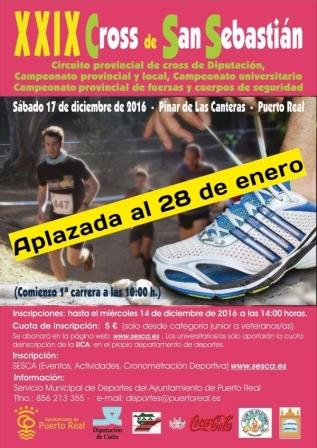 XXIX Cross de San Sebastián
Circuito provincial de cross de Diputación,
Campeonato provincial y local, Campeonato universitario
Campeonato provincial de fuerzas y cuerpos de seguridad
Sábado 17 de diciembre de 2016 - Pinar de Las Canteras - Puerto Real
447
Aplazada al 28 de enero
(Comienzo 1ª carrera a las 10:00 h.)
Inscripciones: hasta el miércoles 14 de diciembre de 2016 a las 14:00 horas.
Cuota de inscripción: 5 € (solo desde categoría junior a veteranos/as).
Se abonará en la página web: www.sesca.es. Los universitarios/as sólo aportarán la cuota
deinscripción de la UCA. en el propio departamento de deportes.
Inscripción:
SESCA (Eventos, Actividades, Cronometraje Deportiva) www.sesca.es
Información:
Servicio Municipal de Deportes del Ayuntamiento de Puerto Real
Tfno.: 856 213 355 - e-mail: deportes@puertoreal.es
Ayuntamiento de
Puerto Real
Diputación
de Cádiz
Coca-Cola